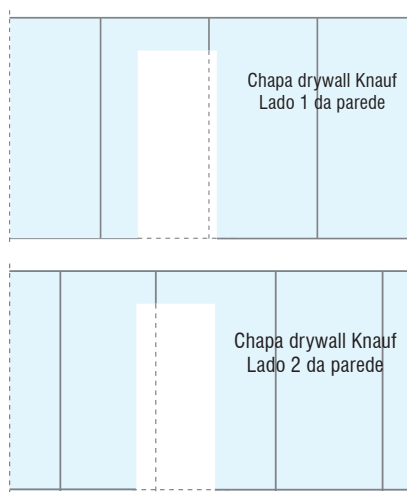 Chapa drywall Knauf
Lado 1 da parede
Chapa drywall Knauf
Lado 2 da parede